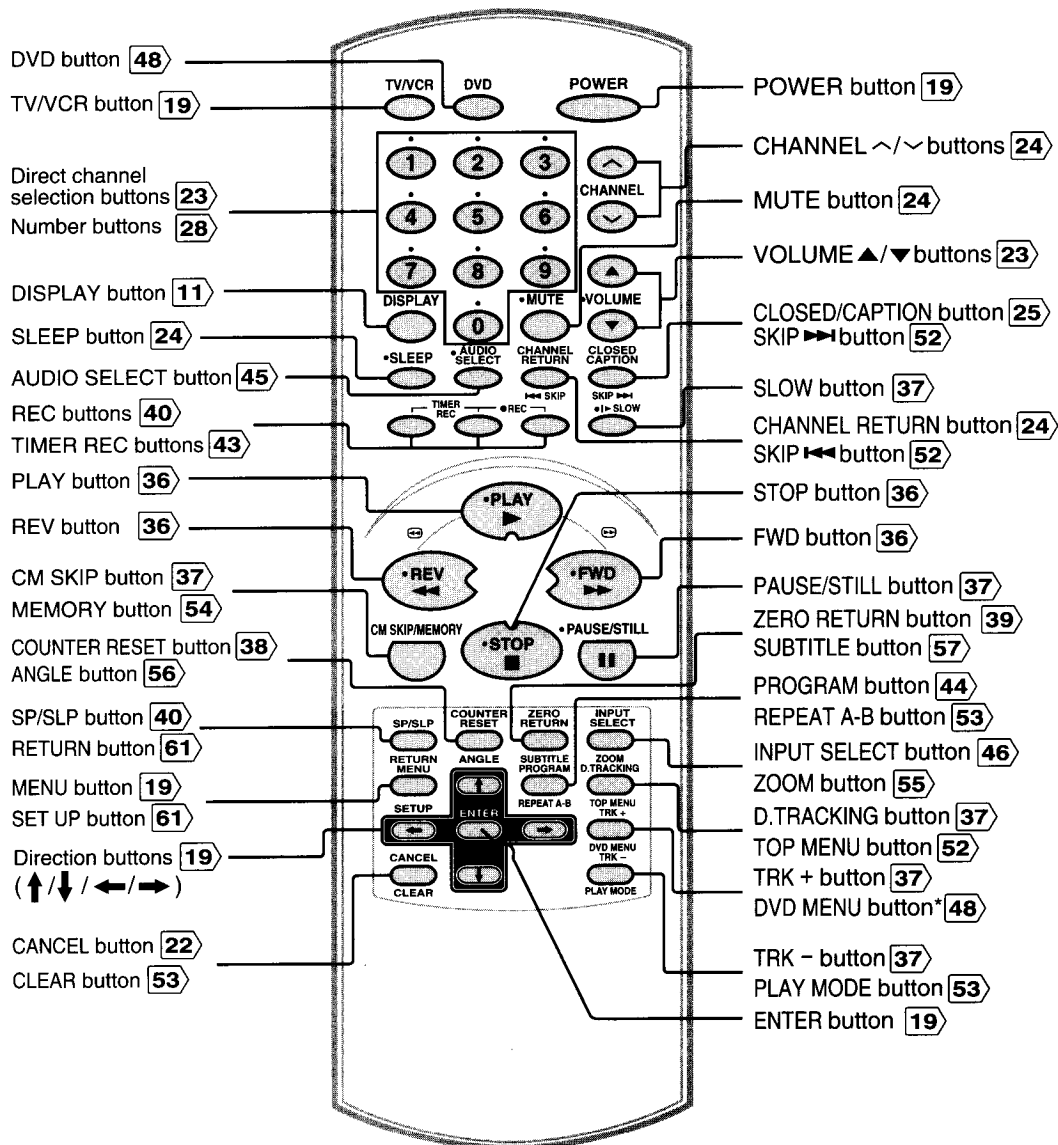 DVD button 48
TV/VCR button 19
Direct channel
selection buttons 23
Number buttons 28
DISPLAY button 11
SLEEP button 24
AUDIO SELECT button 45
REC buttons 40
TIMER REC buttons 43
PLAY button 36
REV button 36
CM SKIP button 37
MEMORY button 54
COUNTER RESET button 38
ANGLE button 56
SP/SLP button 40
RETURN button 61
MENU button 19
SET UP button 61
Direction buttons 19
(↑/↓/←/→)
CANCEL button 22
CLEAR button 53
TV/VCR DVD POWER
1 2 3
CHANNEL
4 5 6
7 8 9
DISPLAY 0 •MUTE •VOLUME
•SLEEP •AUDIO SELECT CHANNEL RETURN CLOSED CAPTION
⏮ SKIP SKIP ⏭
TIMER REC ●REC •I▶ SLOW
•PLAY ▶
•REV ◀◀ •FWD ▶▶
CM SKIP/MEMORY •STOP ■ •PAUSE/STILL
SP/SLP COUNTER RESET ZERO RETURN INPUT SELECT
RETURN ANGLE SUBTITLE ZOOM
MENU ↑ PROGRAM D.TRACKING
SETUP REPEAT A-B TOP MENU
← ENTER → TRK +
CANCEL DVD MENU
↓ TRK −
CLEAR PLAY MODE
POWER button 19
CHANNEL ︿/﹀ buttons 24
MUTE button 24
VOLUME ▲/▼ buttons 23
CLOSED/CAPTION button 25
SKIP ⏭ button 52
SLOW button 37
CHANNEL RETURN button 24
SKIP ⏮ button 52
STOP button 36
FWD button 36
PAUSE/STILL button 37
ZERO RETURN button 39
SUBTITLE button 57
PROGRAM button 44
REPEAT A-B button 53
INPUT SELECT button 46
ZOOM button 55
D.TRACKING button 37
TOP MENU button 52
TRK + button 37
DVD MENU button* 48
TRK − button 37
PLAY MODE button 53
ENTER button 19